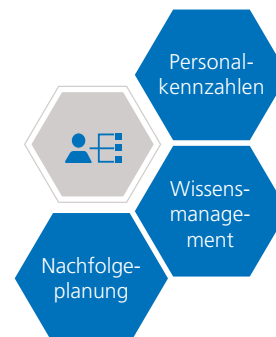 Personal-
kennzahlen
Wissens-
manage-
ment
Nachfolge-
planung